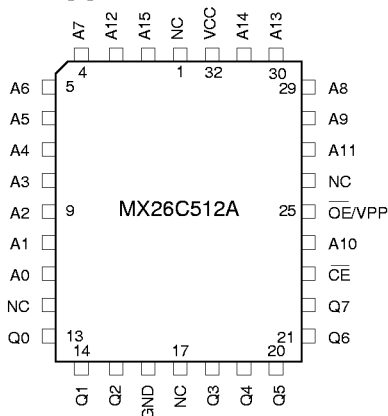 A7 A12 A15 NC VCC A14 A13
4 1 32 30
A6 5 29 A8
A5 A9
A4 A11
A3 NC
A2 9 MX26C512A 25 OE/VPP
A1 A10
A0 CE
NC Q7
Q0 13 21 Q6
14 17 20
Q1 Q2 GND NC Q3 Q4 Q5